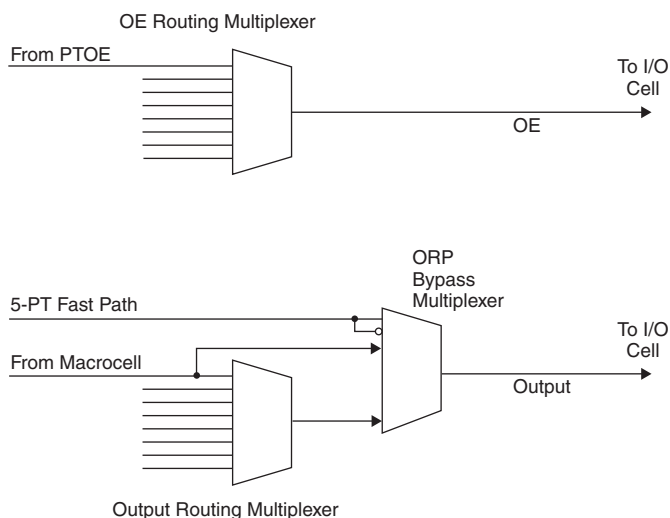 OE Routing Multiplexer
From PTOE
To I/O
Cell
OE
ORP
Bypass
Multiplexer
5-PT Fast Path
To I/O
Cell
From Macrocell
Output
Output Routing Multiplexer